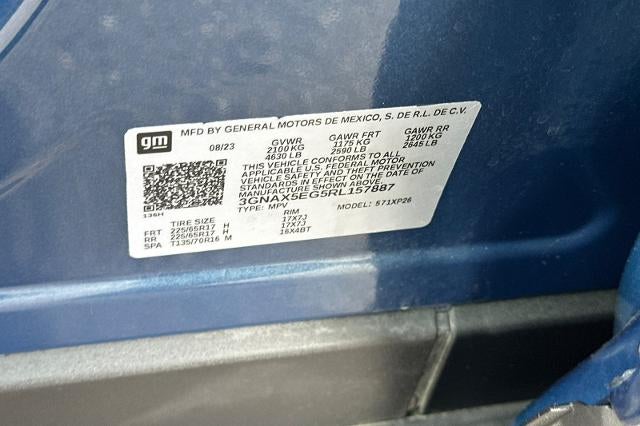 gm
MFD BY GENERAL MOTORS DE MEXICO, S. DE R.L. DE C.V.
08/23 GVWR GAWR FRT GAWR RR
2100 KG 1175 KG 1200 KG
4630 LB 2590 LB 2645 LB
THIS VEHICLE CONFORMS TO ALL
APPLICABLE U.S. FEDERAL MOTOR
VEHICLE SAFETY AND THEFT PREVENTION
STANDARDS IN EFFECT ON THE DATE OF
MANUFACTURE SHOWN ABOVE.
3GNAX5EG5RL157887
TYPE: MPV MODEL: 571XP26
136H
TIRE SIZE RIM
FRT 225/65R17 H 17X7J
RR 225/65R17 H 17X7J
SPA T135/70R16 M 16X4BT